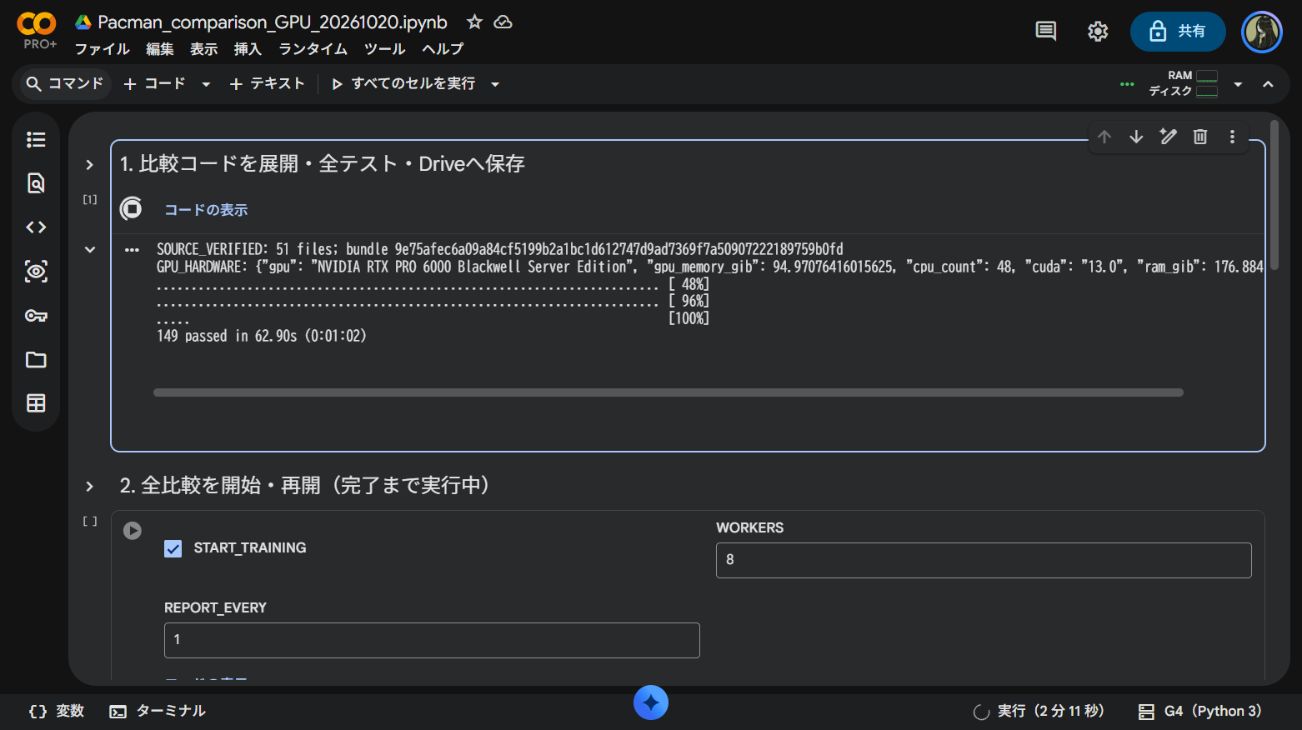 PRO+
Pacman_comparison_GPU_20261020.ipynb
ファイル 編集 表示 挿入 ランタイム ツール ヘルプ
共有
コマンド + コード + テキスト すべてのセルを実行
RAM
ディスク
1. 比較コードを展開・全テスト・Driveへ保存
[1]
コードの表示
SOURCE_VERIFIED: 51 files; bundle 9e75afec6a09a84cf5199b2a1bc1d612747d9ad7369f7a50907222189759b0fd
GPU_HARDWARE: {"gpu": "NVIDIA RTX PRO 6000 Blackwell Server Edition", "gpu_memory_gib": 94.97076416015625, "cpu_count": 48, "cuda": "13.0", "ram_gib": 176.884
........................................................................ [ 48%]
........................................................................ [ 96%]
..... [100%]
149 passed in 62.90s (0:01:02)
2. 全比較を開始・再開（完了まで実行中）
[ ]
START_TRAINING
WORKERS
8
REPORT_EVERY
1
変数 ターミナル
実行（2 分 11 秒） G4（Python 3）